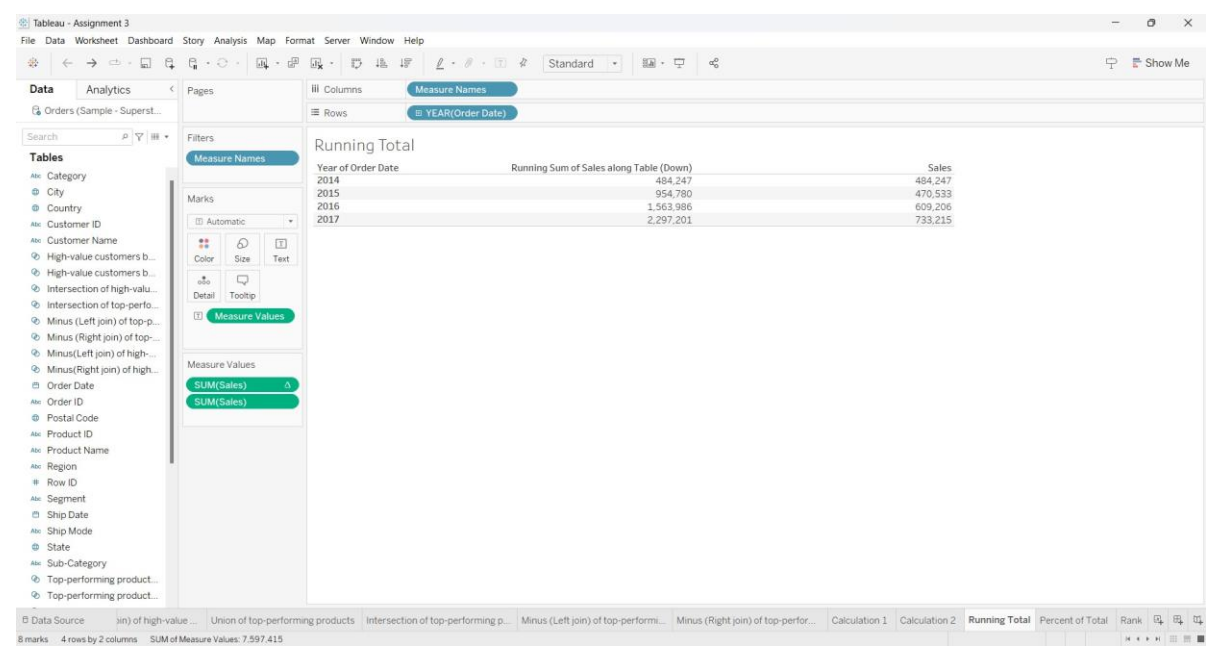 Tableau - Assignment 3
File Data Worksheet Dashboard Story Analysis Map Format Server Window Help
Standard
Show Me
Data Analytics
Orders (Sample - Superst...
Search
Tables
Abc Category
City
Country
Abc Customer ID
Abc Customer Name
High-value customers b...
High-value customers b...
Intersection of high-valu...
Intersection of top-perfo...
Minus (Left join) of top-p...
Minus (Right join) of top-...
Minus(Left join) of high-...
Minus(Right join) of high...
Order Date
Abc Order ID
Postal Code
Abc Product ID
Abc Product Name
Abc Region
# Row ID
Abc Segment
Ship Date
Abc Ship Mode
State
Abc Sub-Category
Top-performing product...
Top-performing product...
Pages
Filters
Measure Names
Marks
Automatic
Color Size Text
Detail Tooltip
Measure Values
Measure Values
SUM(Sales) Δ
SUM(Sales)
Columns Measure Names
Rows YEAR(Order Date)
Running Total
Year of Order Date Running Sum of Sales along Table (Down) Sales
2014 484,247 484,247
2015 954,780 470,533
2016 1,563,986 609,206
2017 2,297,201 733,215
Data Source oin) of high-value ... Union of top-performing products Intersection of top-performing p... Minus (Left join) of top-performi... Minus (Right join) of top-perfor... Calculation 1 Calculation 2 Running Total Percent of Total Rank
8 marks 4 rows by 2 columns SUM of Measure Values: 7,597,415